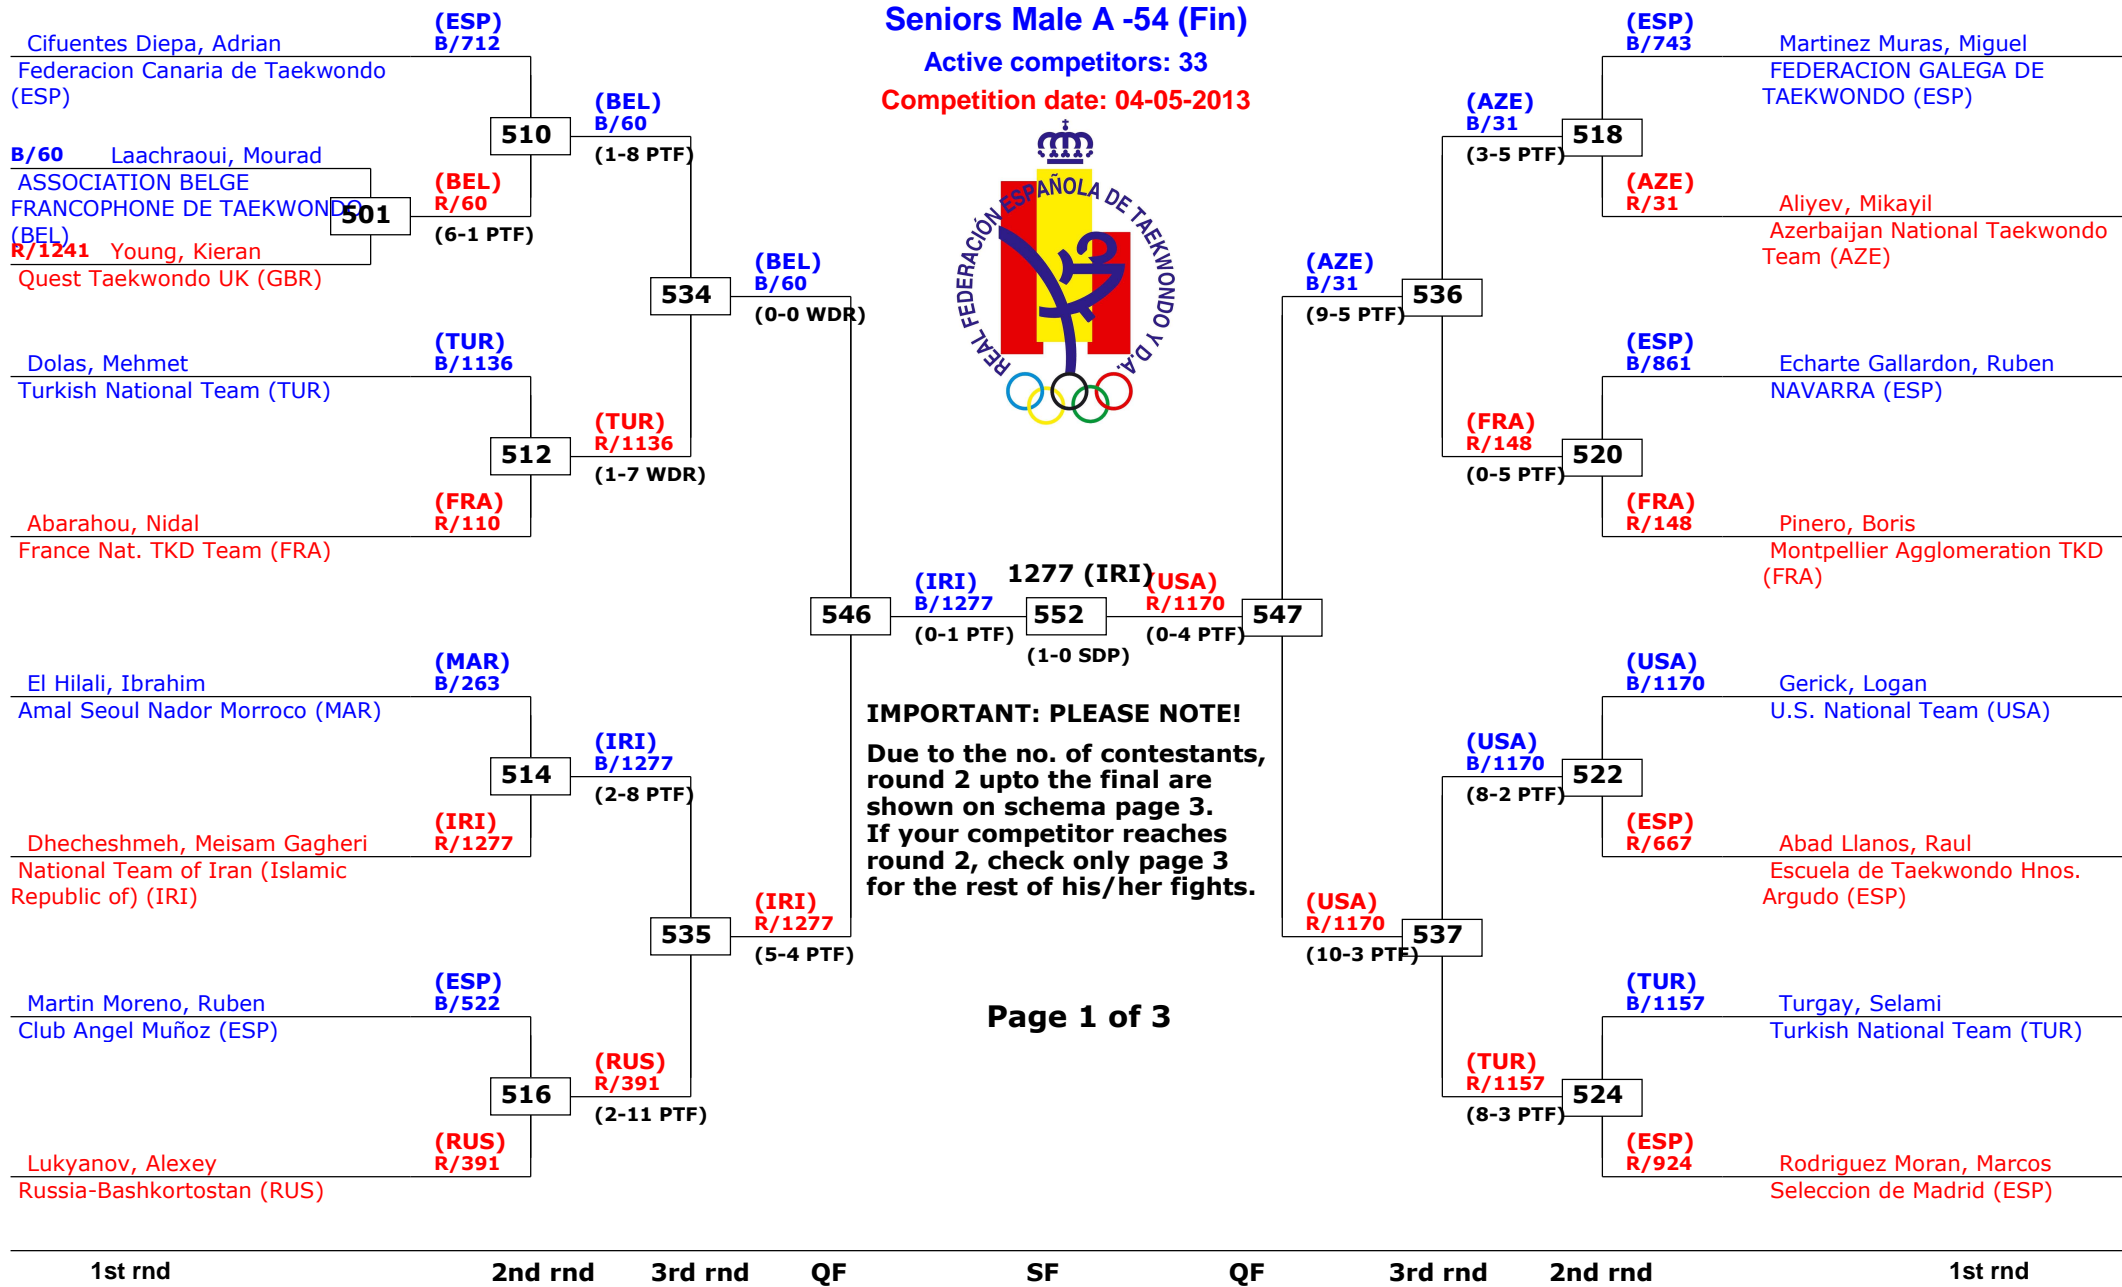 Seniors Male A -54 (Fin)
Active competitors: 33
Competition date: 04-05-2013
REAL FEDERACIÓN ESPAÑOLA DE TAEKWONDO Y D.A.
Cifuentes Diepa, Adrian
(ESP)
B/712
Federacion Canaria de Taekwondo
(ESP)
510
(BEL)
B/60
(1-8 PTF)
B/60 Laachraoui, Mourad
ASSOCIATION BELGE
FRANCOPHONE DE TAEKWONDO
(BEL)
501
(BEL)
R/60
(6-1 PTF)
R/1241 Young, Kieran
Quest Taekwondo UK (GBR)
534
(BEL)
B/60
(0-0 WDR)
Dolas, Mehmet
(TUR)
B/1136
Turkish National Team (TUR)
512
(TUR)
R/1136
(1-7 WDR)
Abarahou, Nidal
(FRA)
R/110
France Nat. TKD Team (FRA)
546
(IRI)
B/1277
(0-1 PTF)
1277 (IRI)
552
(1-0 SDP)
(USA)
R/1170
(0-4 PTF)
547
El Hilali, Ibrahim
(MAR)
B/263
Amal Seoul Nador Morroco (MAR)
514
(IRI)
B/1277
(2-8 PTF)
Dhecheshmeh, Meisam Gagheri
(IRI)
R/1277
National Team of Iran (Islamic
Republic of) (IRI)
535
(IRI)
R/1277
(5-4 PTF)
Martin Moreno, Ruben
(ESP)
B/522
Club Angel Muñoz (ESP)
516
(RUS)
R/391
(2-11 PTF)
Lukyanov, Alexey
(RUS)
R/391
Russia-Bashkortostan (RUS)
IMPORTANT: PLEASE NOTE!
Due to the no. of contestants,
round 2 upto the final are
shown on schema page 3.
If your competitor reaches
round 2, check only page 3
for the rest of his/her fights.
Page 1 of 3
(ESP)
B/743
Martinez Muras, Miguel
FEDERACION GALEGA DE
TAEKWONDO (ESP)
(AZE)
B/31
(3-5 PTF)
518
(AZE)
R/31
Aliyev, Mikayil
Azerbaijan National Taekwondo
Team (AZE)
(AZE)
B/31
(9-5 PTF)
536
(ESP)
B/861
Echarte Gallardon, Ruben
NAVARRA (ESP)
(FRA)
R/148
(0-5 PTF)
520
(FRA)
R/148
Pinero, Boris
Montpellier Agglomeration TKD
(FRA)
(USA)
B/1170
Gerick, Logan
U.S. National Team (USA)
(USA)
B/1170
(8-2 PTF)
522
(ESP)
R/667
Abad Llanos, Raul
Escuela de Taekwondo Hnos.
Argudo (ESP)
(USA)
R/1170
(10-3 PTF)
537
(TUR)
B/1157
Turgay, Selami
Turkish National Team (TUR)
(TUR)
R/1157
(8-3 PTF)
524
(ESP)
R/924
Rodriguez Moran, Marcos
Seleccion de Madrid (ESP)
1st rnd 2nd rnd 3rd rnd QF SF QF 3rd rnd 2nd rnd 1st rnd